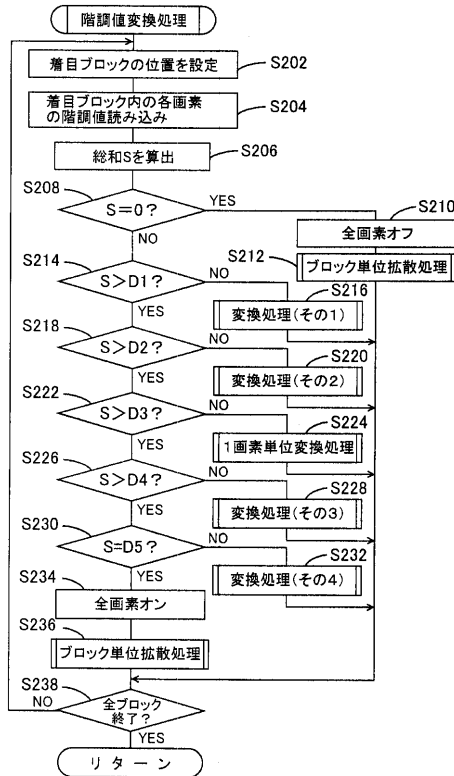 階調値変換処理
着目ブロックの位置を設定
S202
着目ブロック内の各画素
の階調値読み込み
S204
総和Sを算出
S206
S208
S=0?
YES
NO
S210
全画素オフ
S212
ブロック単位拡散処理
S214
S>D1?
NO
YES
S216
変換処理(その1)
S218
S>D2?
NO
YES
S220
変換処理(その2)
S222
S>D3?
NO
YES
S224
1画素単位変換処理
S226
S>D4?
NO
YES
S228
変換処理(その3)
S230
S=D5?
NO
YES
S232
変換処理(その4)
S234
全画素オン
S236
ブロック単位拡散処理
S238
全ブロック
終了?
NO
YES
リターン